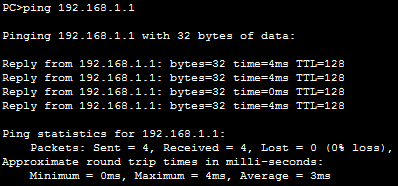 PC>ping 192.168.1.1
Pinging 192.168.1.1 with 32 bytes of data:
Reply from 192.168.1.1: bytes=32 time=4ms TTL=128
Reply from 192.168.1.1: bytes=32 time=4ms TTL=128
Reply from 192.168.1.1: bytes=32 time=0ms TTL=128
Reply from 192.168.1.1: bytes=32 time=4ms TTL=128
Ping statistics for 192.168.1.1:
Packets: Sent = 4, Received = 4, Lost = 0 (0% loss),
Approximate round trip times in milli-seconds:
Minimum = 0ms, Maximum = 4ms, Average = 3ms